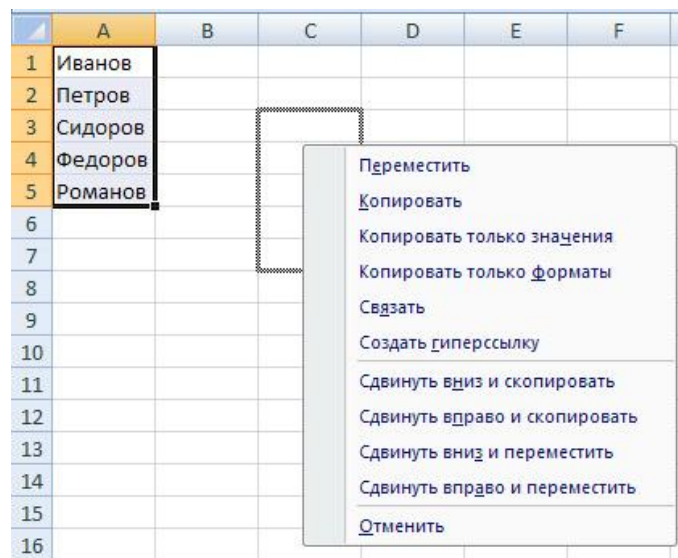 A B C D E F
1 Иванов
2 Петров
3 Сидоров
4 Федоров
5 Романов
6
7
8
9
10
11
12
13
14
15
16
Переместить
Копировать
Копировать только значения
Копировать только форматы
Связать
Создать гиперссылку
Сдвинуть вниз и скопировать
Сдвинуть вправо и скопировать
Сдвинуть вниз и переместить
Сдвинуть вправо и переместить
Отменить